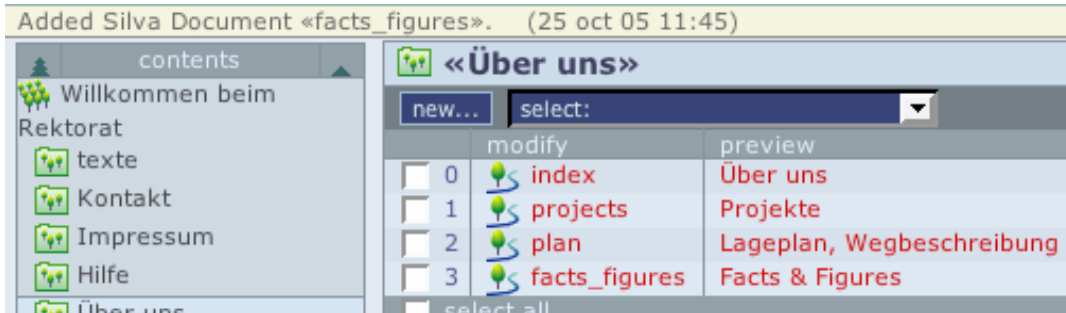 Added Silva Document «facts_figures». (25 oct 05 11:45)
contents
Willkommen beim
Rektorat
texte
Kontakt
Impressum
Hilfe
Über uns
«Über uns»
new... select:
modify preview
0 index Über uns
1 projects Projekte
2 plan Lageplan, Wegbeschreibung
3 facts_figures Facts & Figures
select all